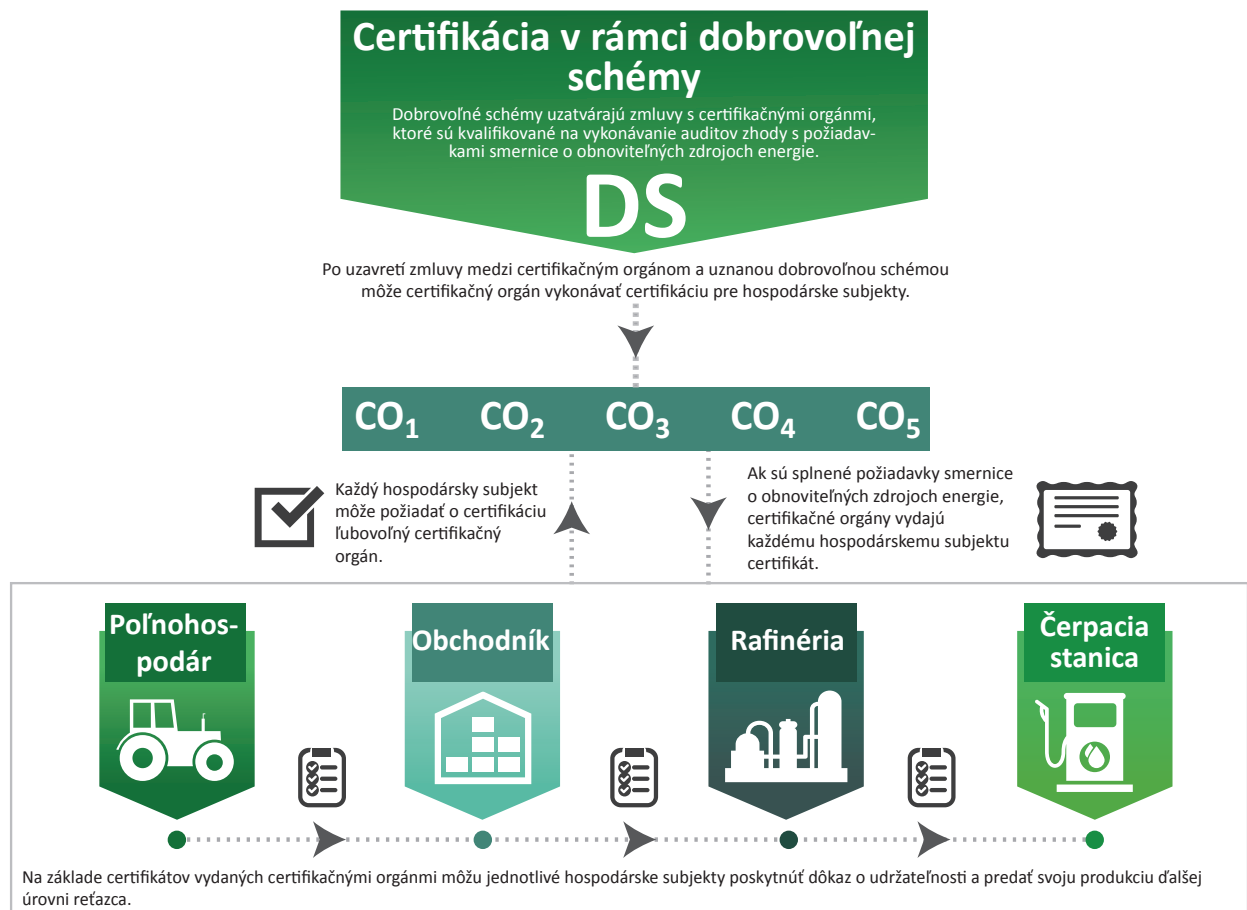 Certifikácia v rámci dobrovoľnej
schémy
Dobrovoľné schémy uzatvárajú zmluvy s certifikačnými orgánmi,
ktoré sú kvalifikované na vykonávanie auditov zhody s požiadav-
kami smernice o obnoviteľných zdrojoch energie.
DS
Po uzavretí zmluvy medzi certifikačným orgánom a uznanou dobrovoľnou schémou
môže certifikačný orgán vykonávať certifikáciu pre hospodárske subjekty.
CO₁ CO₂ CO₃ CO₄ CO₅
Každý hospodársky subjekt
môže požiadať o certifikáciu
ľubovoľný certifikačný
orgán.
Ak sú splnené požiadavky smernice
o obnoviteľných zdrojoch energie,
certifikačné orgány vydajú
každému hospodárskemu subjektu
certifikát.
Poľnohos-
podár
Obchodník
Rafinéria
Čerpacia
stanica
Na základe certifikátov vydaných certifikačnými orgánmi môžu jednotlivé hospodárske subjekty poskytnúť dôkaz o udržateľnosti a predať svoju produkciu ďalšej
úrovni reťazca.